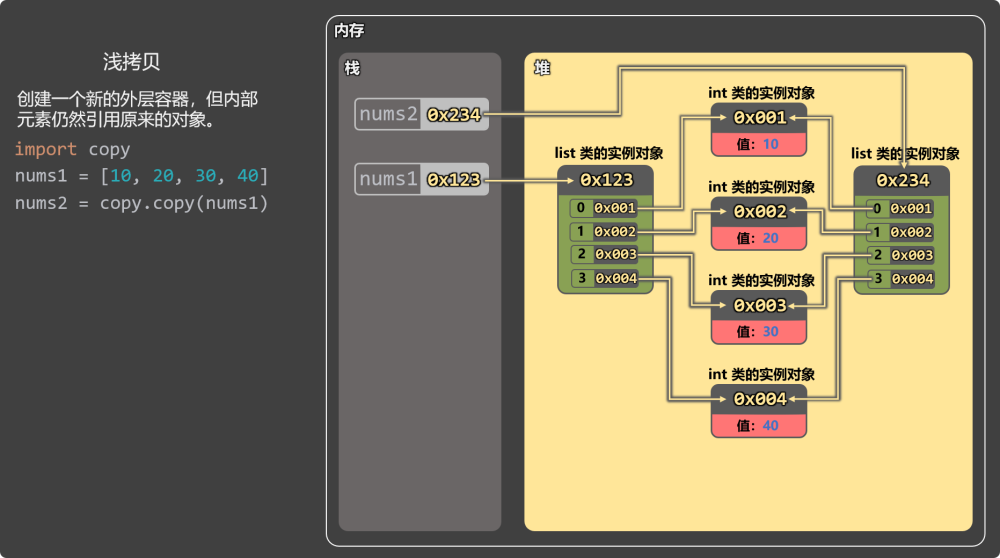 浅拷贝
创建一个新的外层容器，但内部
元素仍然引用原来的对象。
import copy
nums1 = [10, 20, 30, 40]
nums2 = copy.copy(nums1)
内存
栈
nums2 0x234
nums1 0x123
堆
list 类的实例对象
0x123
0 0x001
1 0x002
2 0x003
3 0x004
int 类的实例对象
0x001
值：10
int 类的实例对象
0x002
值：20
int 类的实例对象
0x003
值：30
int 类的实例对象
0x004
值：40
list 类的实例对象
0x234
0 0x001
1 0x002
2 0x003
3 0x004